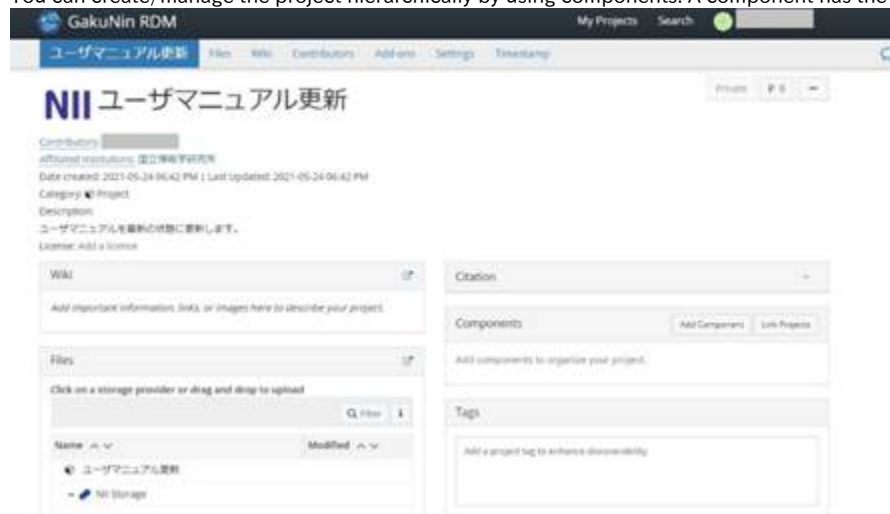 You can create/manage the project hierarchically by using components. A component has the
GakuNin RDM
My Projects Search
ユーザマニュアル更新 Files Wiki Contributors Add-ons Settings Timestamp
NII ユーザマニュアル更新
Private
Contributors:
Affiliated institutions: 国立情報学研究所
Date created: 2021-05-24 06:42 PM | Last Updated: 2021-05-24 06:42 PM
Category: Project
Description:
ユーザマニュアルを最新の状態に更新します。
License: Add a license
Wiki
Add important information, links, or images here to describe your project.
Citation
Components Add Component Link Projects
Add components to organize your project.
Files
Click on a storage provider or drag and drop to upload
Filter
Name Modified
ユーザマニュアル更新
NII Storage
Tags
Add a project tag to enhance discoverability